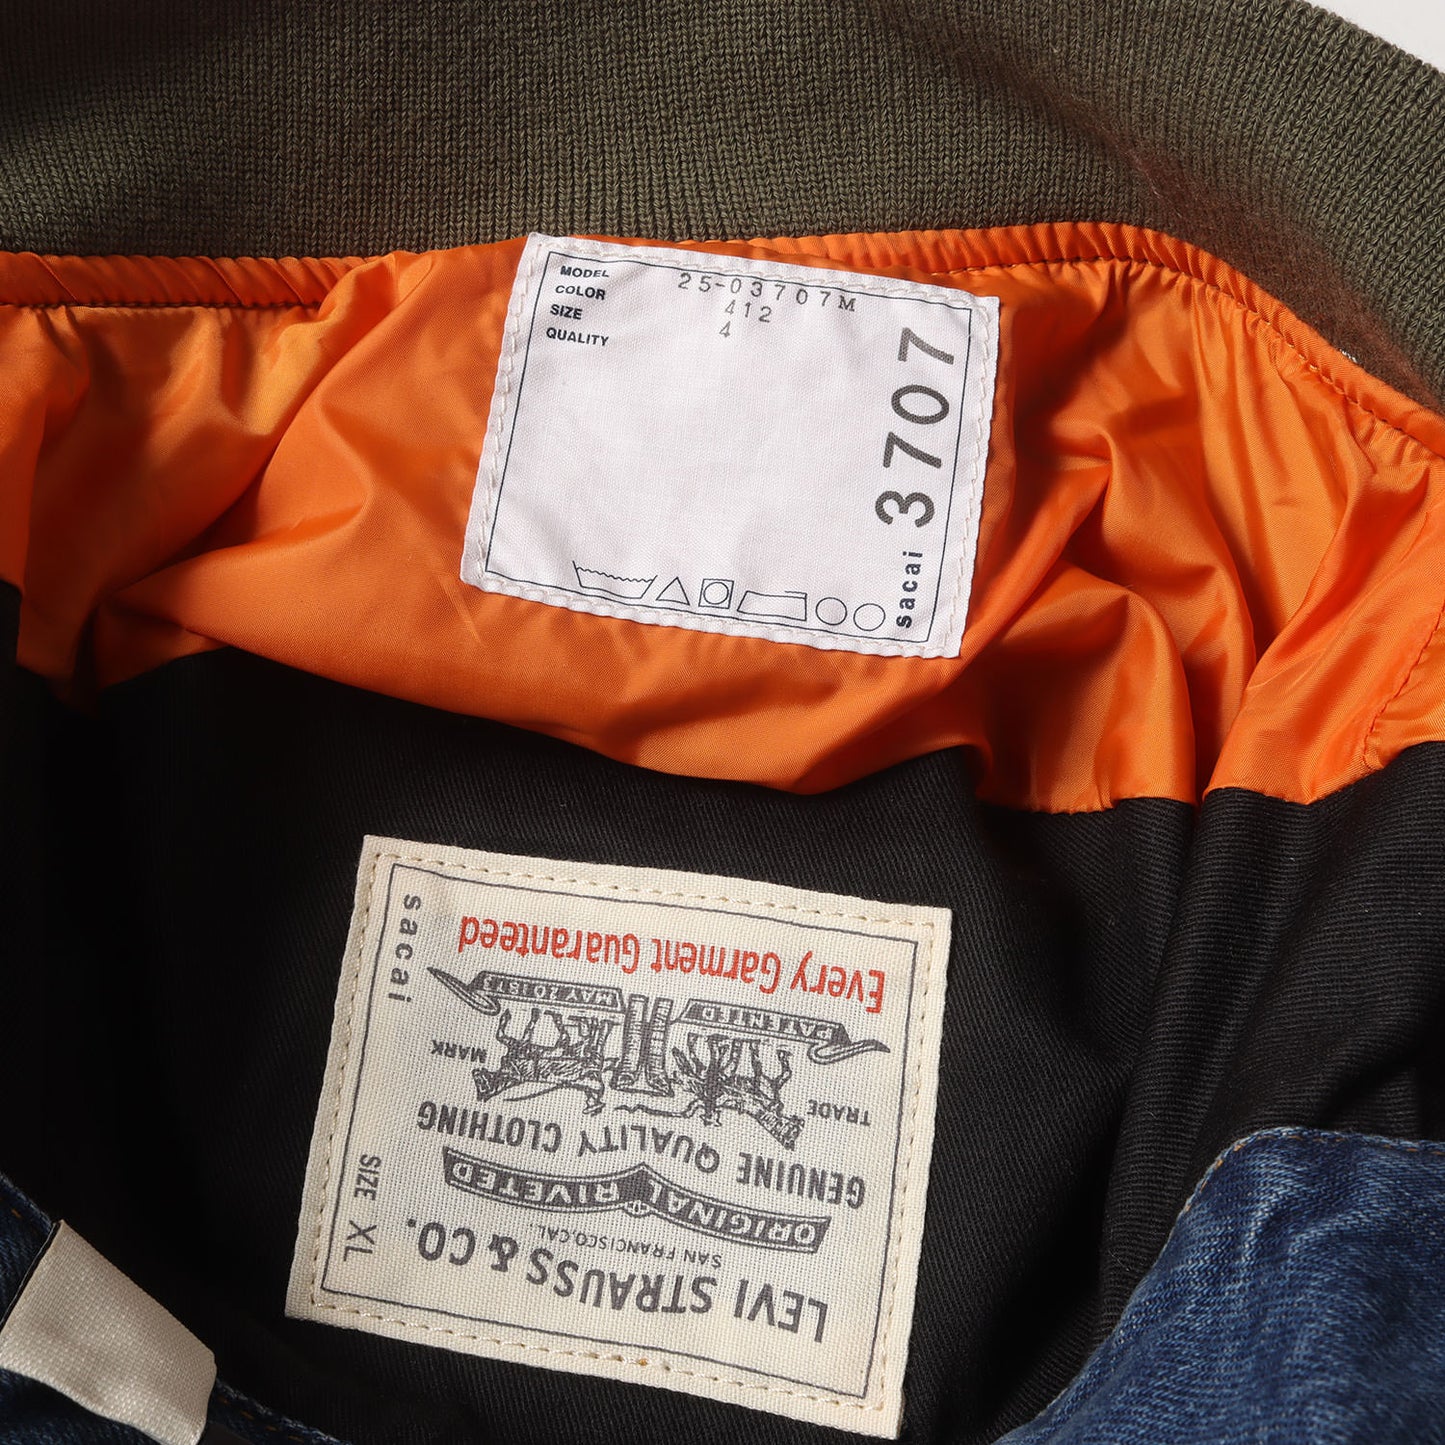 MODEL 25-03707M
COLOR 412
SIZE 4
QUALITY
sacai 3707
LEVI STRAUSS & CO.
SAN FRANCISCO.CAL.
ORIGINAL RIVETED
GENUINE QUALITY CLOTHING
TRADE MARK
PATENTED MAY 20 1873
Every Garment Guaranteed
SIZE XL
sacai